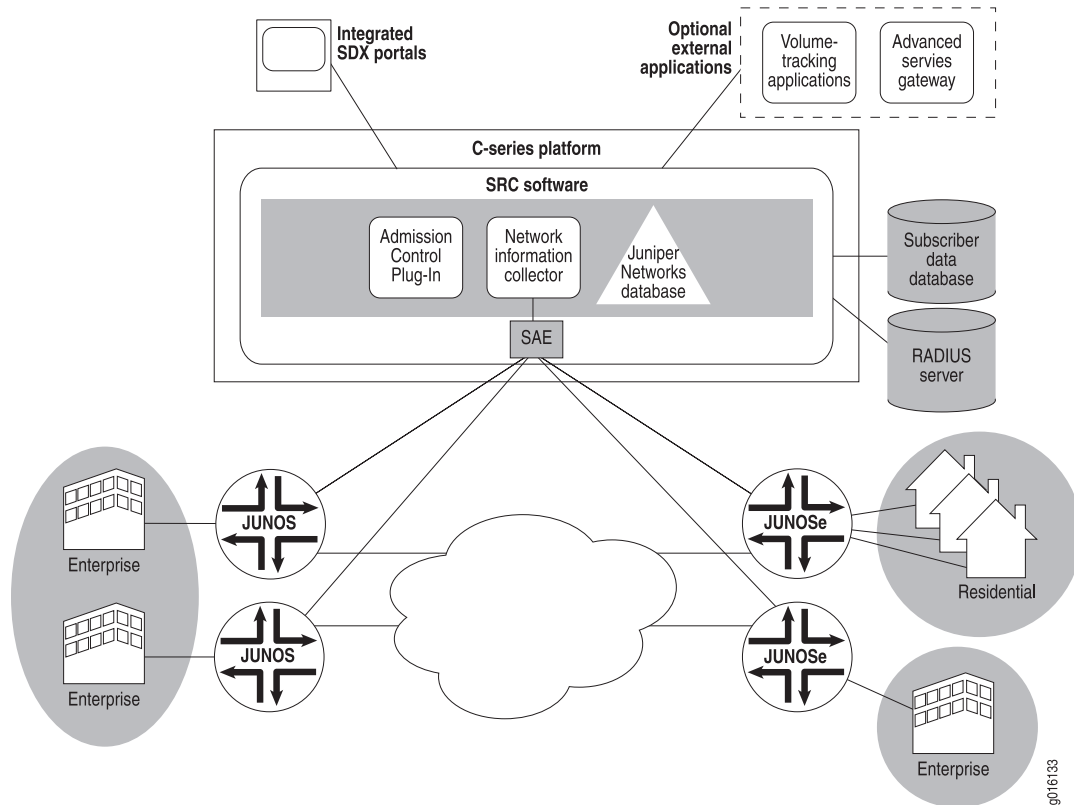 Integrated
SDX portals
Optional
external
applications
Volume-
tracking
applications
Advanced
servies
gateway
C-series platform
SRC software
Admission
Control
Plug-In
Network
information
collector
Juniper
Networks
database
Subscriber
data
database
SAE
RADIUS
server
JUNOS
Enterprise
JUNOSe
Residential
JUNOS
Enterprise
JUNOSe
Enterprise
g016133